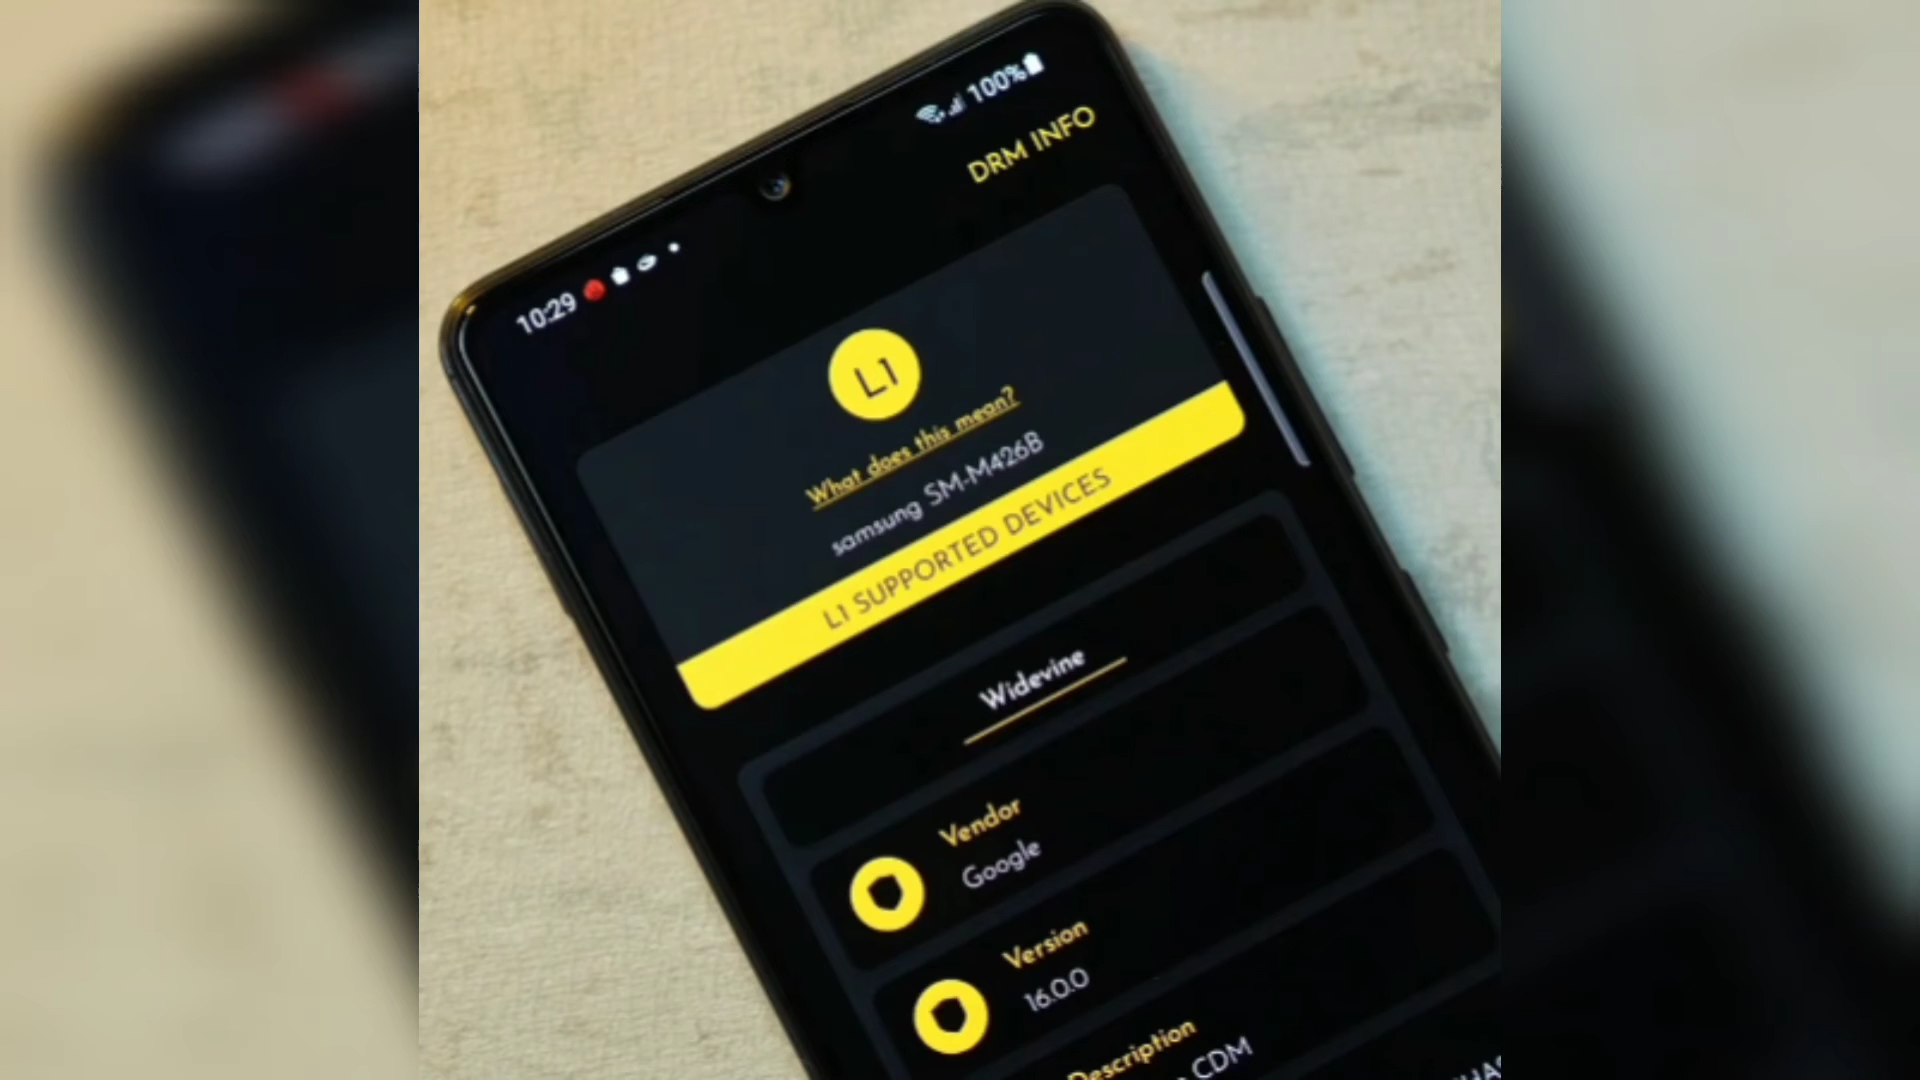 10:29
100%
DRM INFO
L1
What does this mean?
samsung SM-M426B
L1 SUPPORTED DEVICES
Widevine
Vendor
Google
Version
16.0.0
Description
CDM